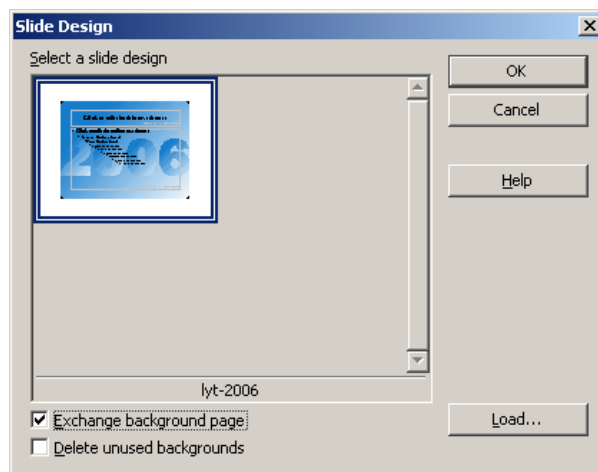 Slide Design
Select a slide design
OK
Cancel
Help
2006
lyt-2006
Exchange background page
Delete unused backgrounds
Load...